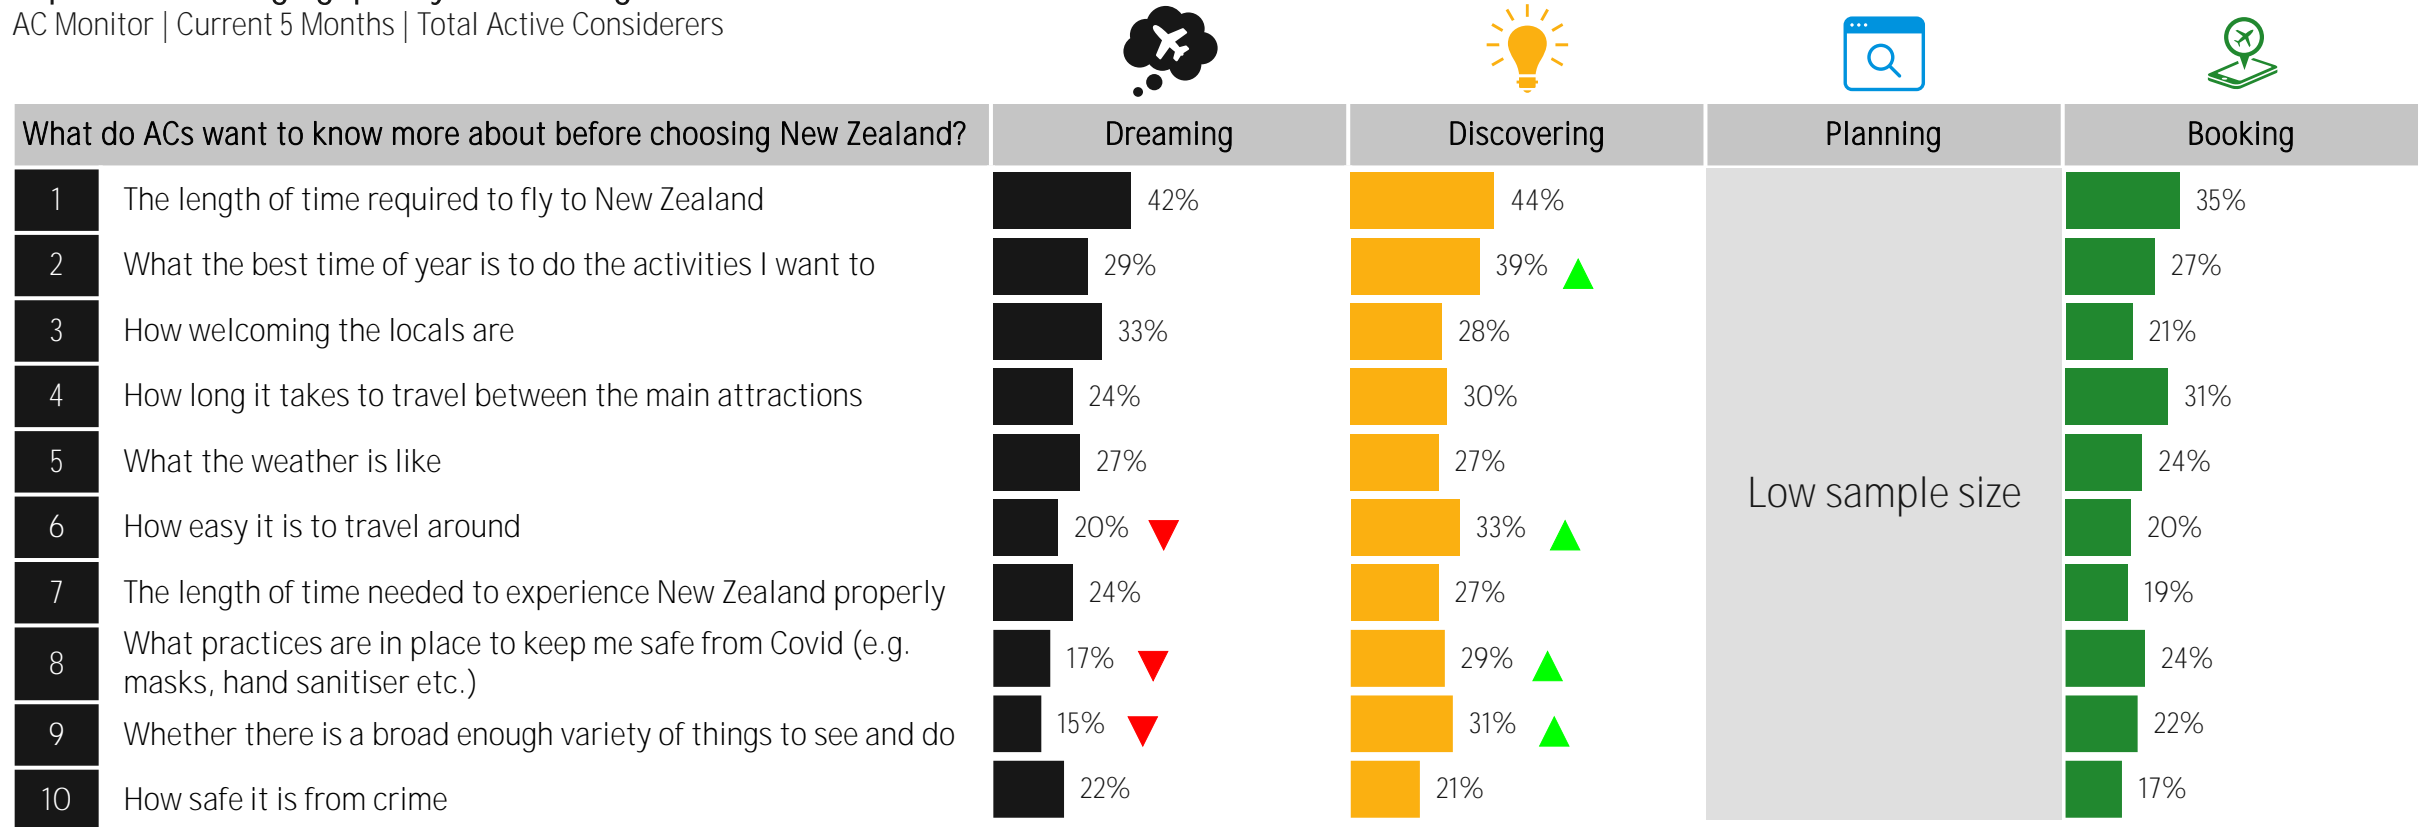 AC Monitor | Current 5 Months | Total Active Considerers
What do ACs want to know more about before choosing New Zealand? Dreaming Discovering Planning Booking
1 The length of time required to fly to New Zealand 42% 44% 35%
2 What the best time of year is to do the activities I want to 29% 39% 27%
3 How welcoming the locals are 33% 28% 21%
4 How long it takes to travel between the main attractions 24% 30% 31%
5 What the weather is like 27% 27% 24%
Low sample size
6 How easy it is to travel around 20% 33% 20%
7 The length of time needed to experience New Zealand properly 24% 27% 19%
8 What practices are in place to keep me safe from Covid (e.g.
masks, hand sanitiser etc.) 17% 29% 24%
9 Whether there is a broad enough variety of things to see and do 15% 31% 22%
10 How safe it is from crime 22% 21% 17%